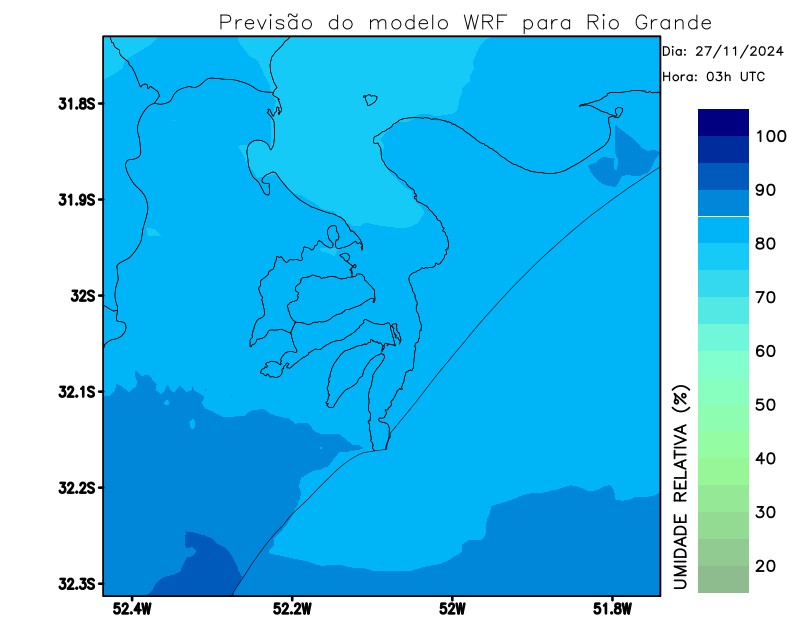 Previsão do modelo WRF para Rio Grande
Dia: 27/11/2024
Hora: 03h UTC
31.8S
31.9S
32S
32.1S
32.2S
32.3S
52.4W
52.2W
52W
51.8W
100
90
80
70
60
50
40
30
20
UMIDADE RELATIVA (%)